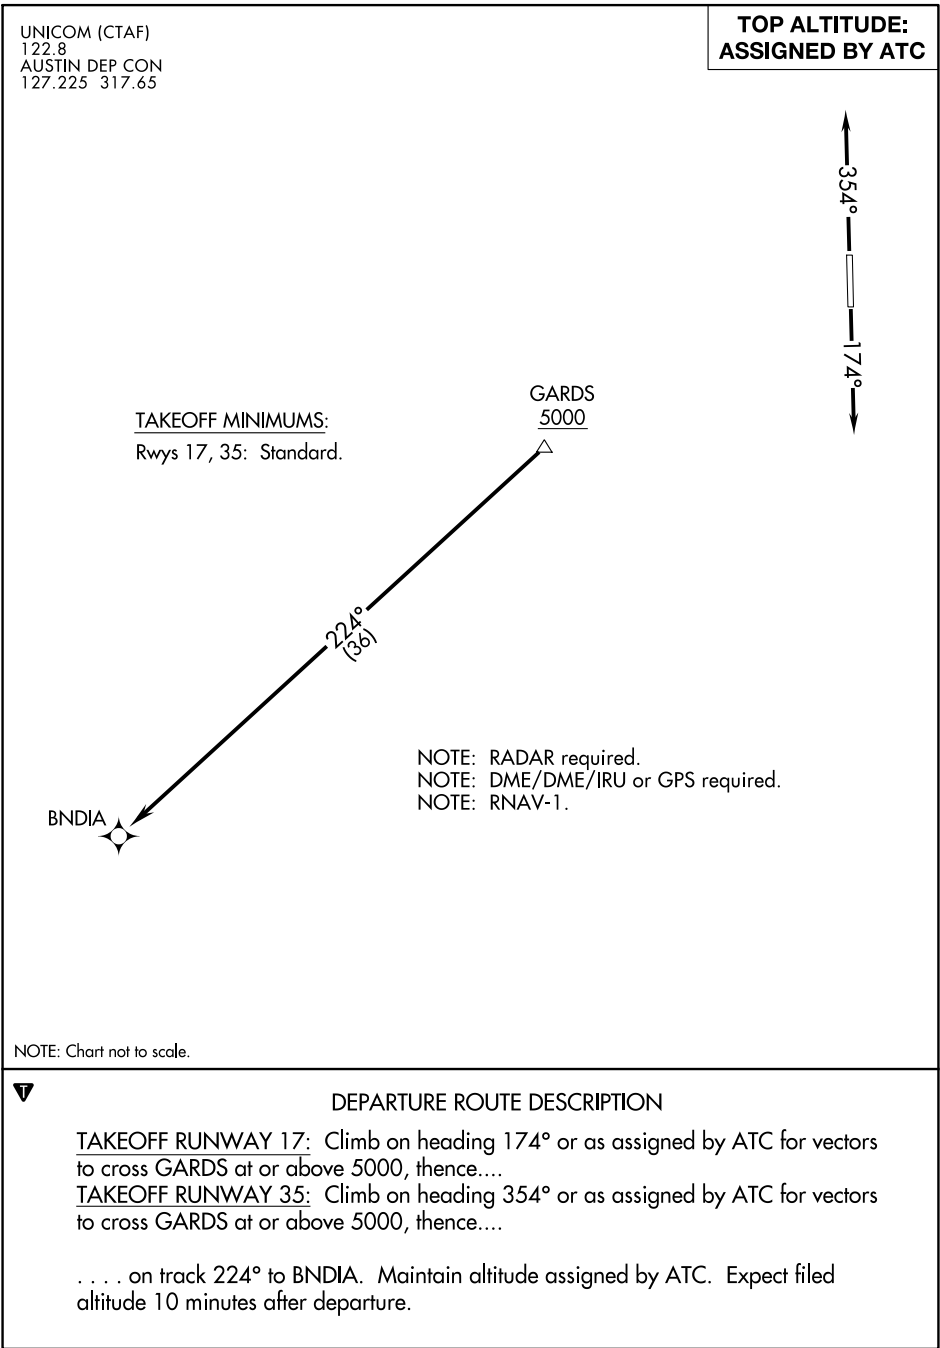 UNICOM (CTAF)
122.8
AUSTIN DEP CON
127.225 317.65
TOP ALTITUDE:
ASSIGNED BY ATC
354°
174°
GARDS
5000
TAKEOFF MINIMUMS:
Rwys 17, 35: Standard.
224°
(36)
NOTE: RADAR required.
NOTE: DME/DME/IRU or GPS required.
NOTE: RNAV-1.
BNDIA
NOTE: Chart not to scale.
T
DEPARTURE ROUTE DESCRIPTION
TAKEOFF RUNWAY 17: Climb on heading 174° or as assigned by ATC for vectors
to cross GARDS at or above 5000, thence....
TAKEOFF RUNWAY 35: Climb on heading 354° or as assigned by ATC for vectors
to cross GARDS at or above 5000, thence....
. . . . on track 224° to BNDIA. Maintain altitude assigned by ATC. Expect filed
altitude 10 minutes after departure.